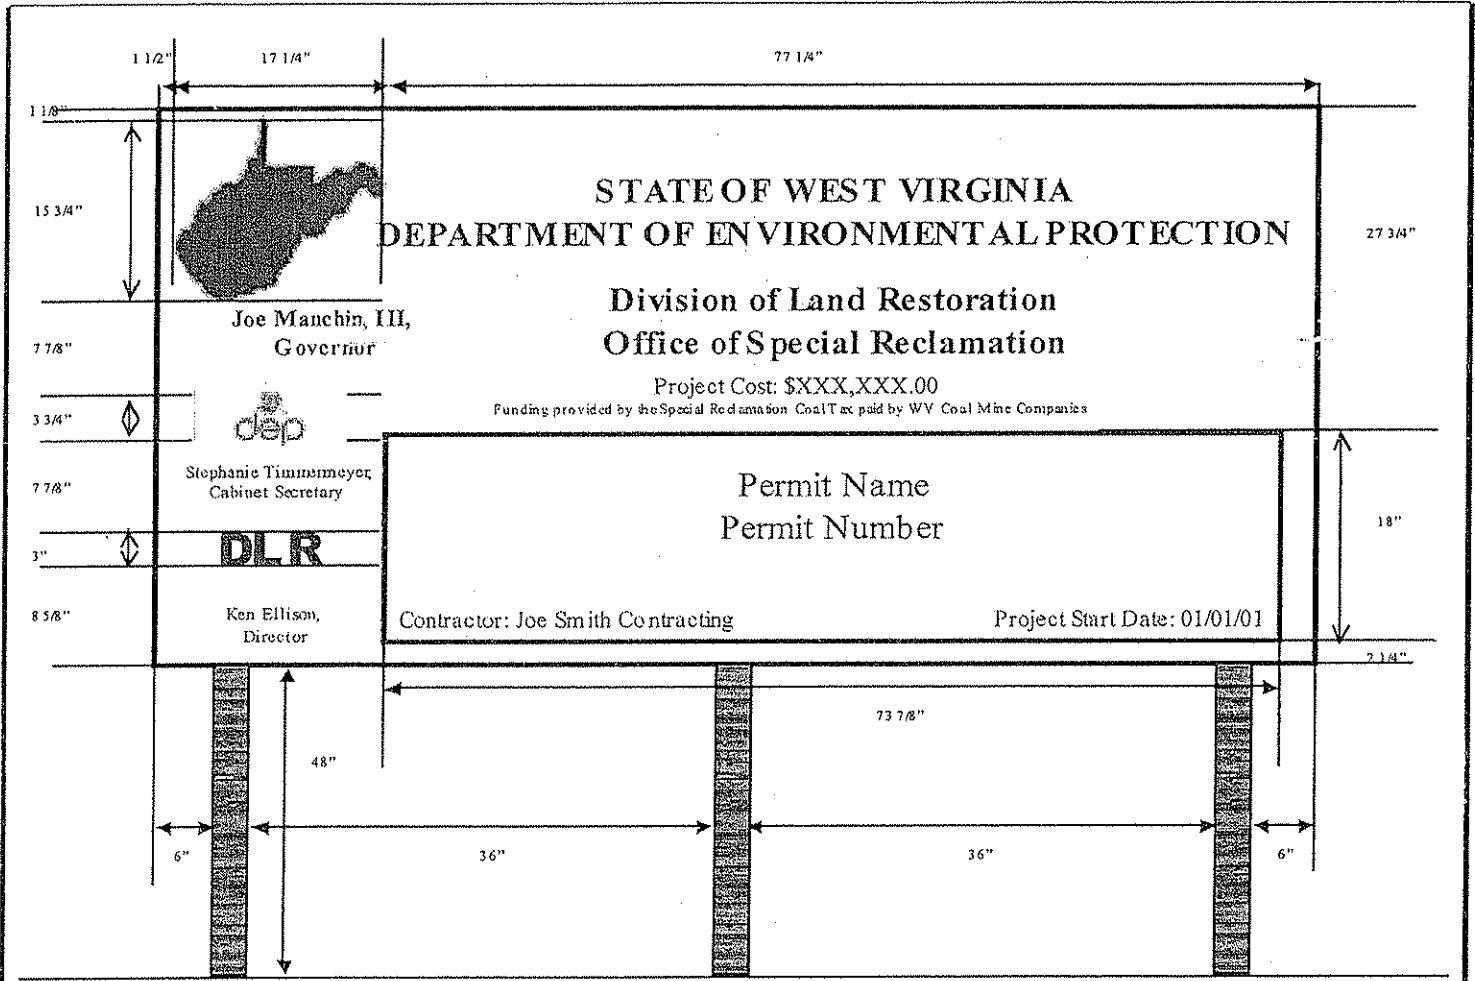 1 1/2"
17 1/4"
77 1/4"
1 1/8"
15 3/4"
STATE OF WEST VIRGINIA
DEPARTMENT OF ENVIRONMENTAL PROTECTION
27 3/4"
Division of Land Restoration
Office of Special Reclamation
Joe Manchin, III,
Governor
7 7/8"
Project Cost: $XXX,XXX.00
Funding provided by the Special Reclamation Coal Tax paid by WV Coal Mine Companies
3 3/4"
dep
Stephanie Timmermeyer,
Cabinet Secretary
7 7/8"
Permit Name
Permit Number
18"
3"
DLR
8 5/8"
Ken Ellison,
Director
Contractor: Joe Smith Contracting
Project Start Date: 01/01/01
2 1/4"
73 7/8"
48"
6"
36"
36"
6"